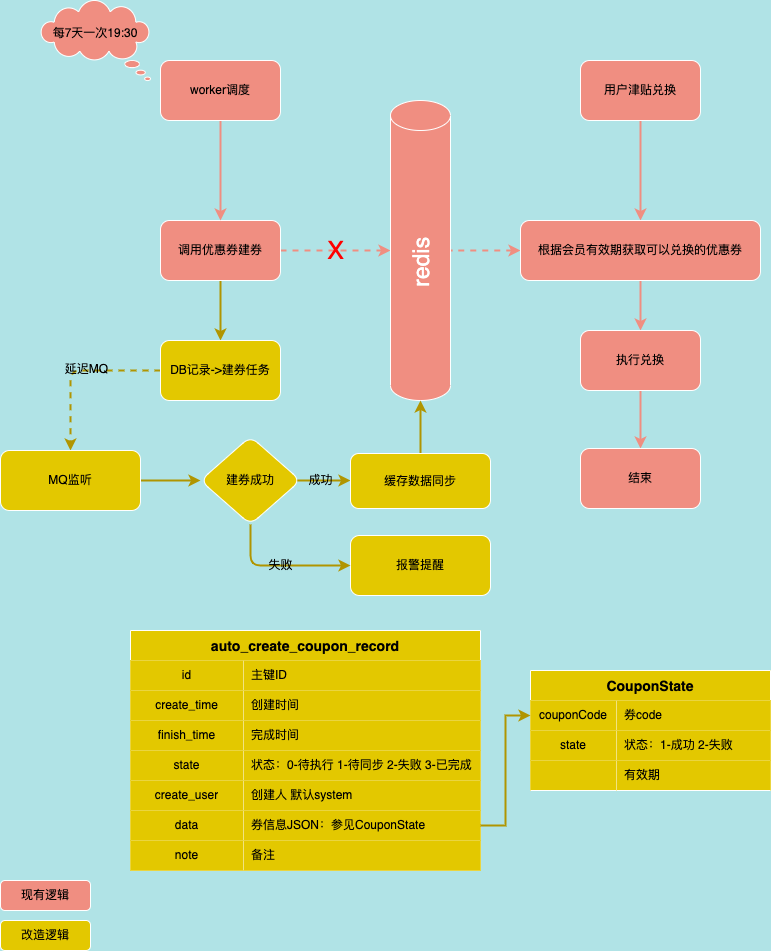 每7天一次19:30
worker调度
用户津贴兑换
调用优惠券建券
X
redis
根据会员有效期获取可以兑换的优惠券
DB记录->建券任务
执行兑换
延迟MQ
MQ监听
建券成功
成功
缓存数据同步
结束
失败
报警提醒
auto_create_coupon_record
id 主键ID
create_time 创建时间
finish_time 完成时间
state 状态：0-待执行 1-待同步 2-失败 3-已完成
create_user 创建人 默认system
data 券信息JSON：参见CouponState
note 备注
CouponState
couponCode 券code
state 状态：1-成功 2-失败
有效期
现有逻辑
改造逻辑